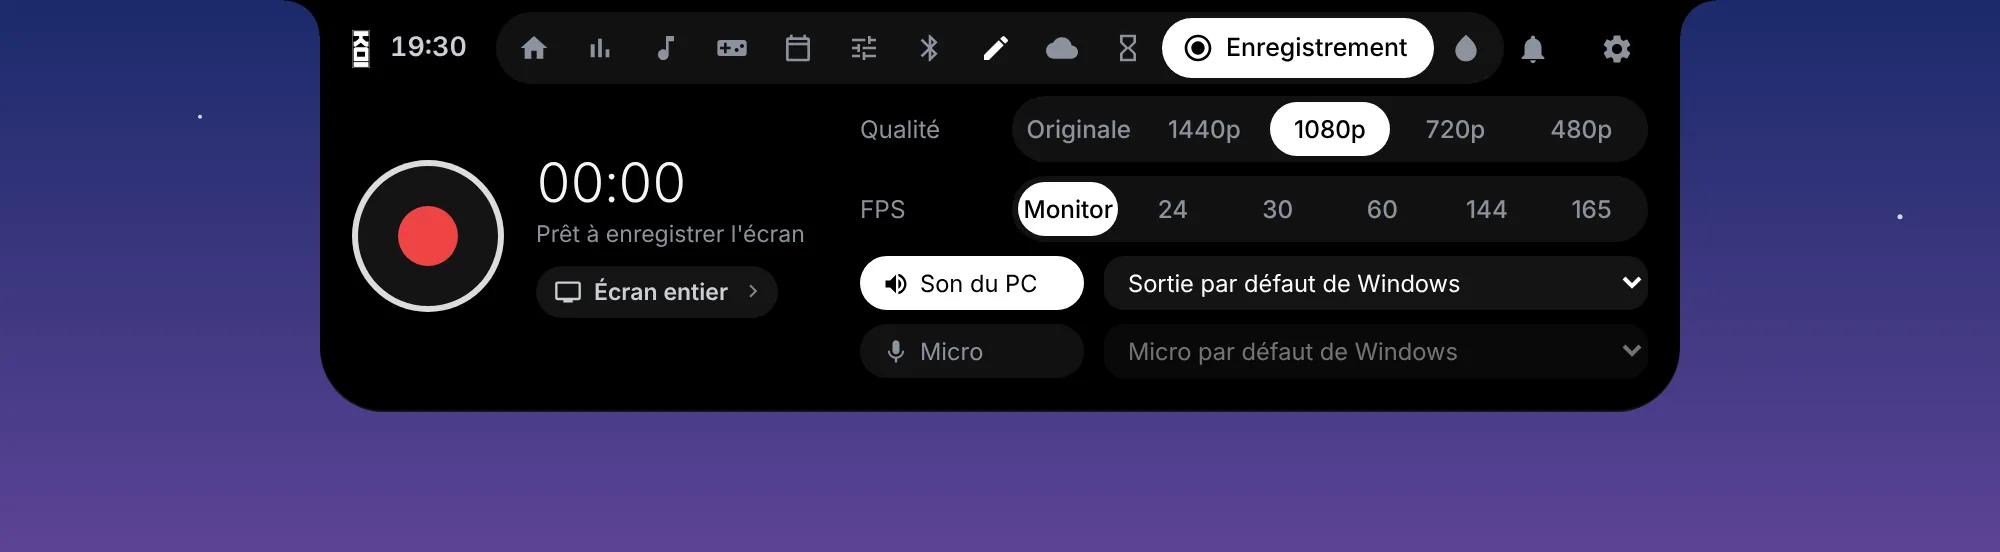 KOI
19:30
Enregistrement
00:00
Prêt à enregistrer l'écran
Écran entier
Qualité
Originale 1440p 1080p 720p 480p
FPS
Monitor 24 30 60 144 165
Son du PC
Sortie par défaut de Windows
Micro
Micro par défaut de Windows